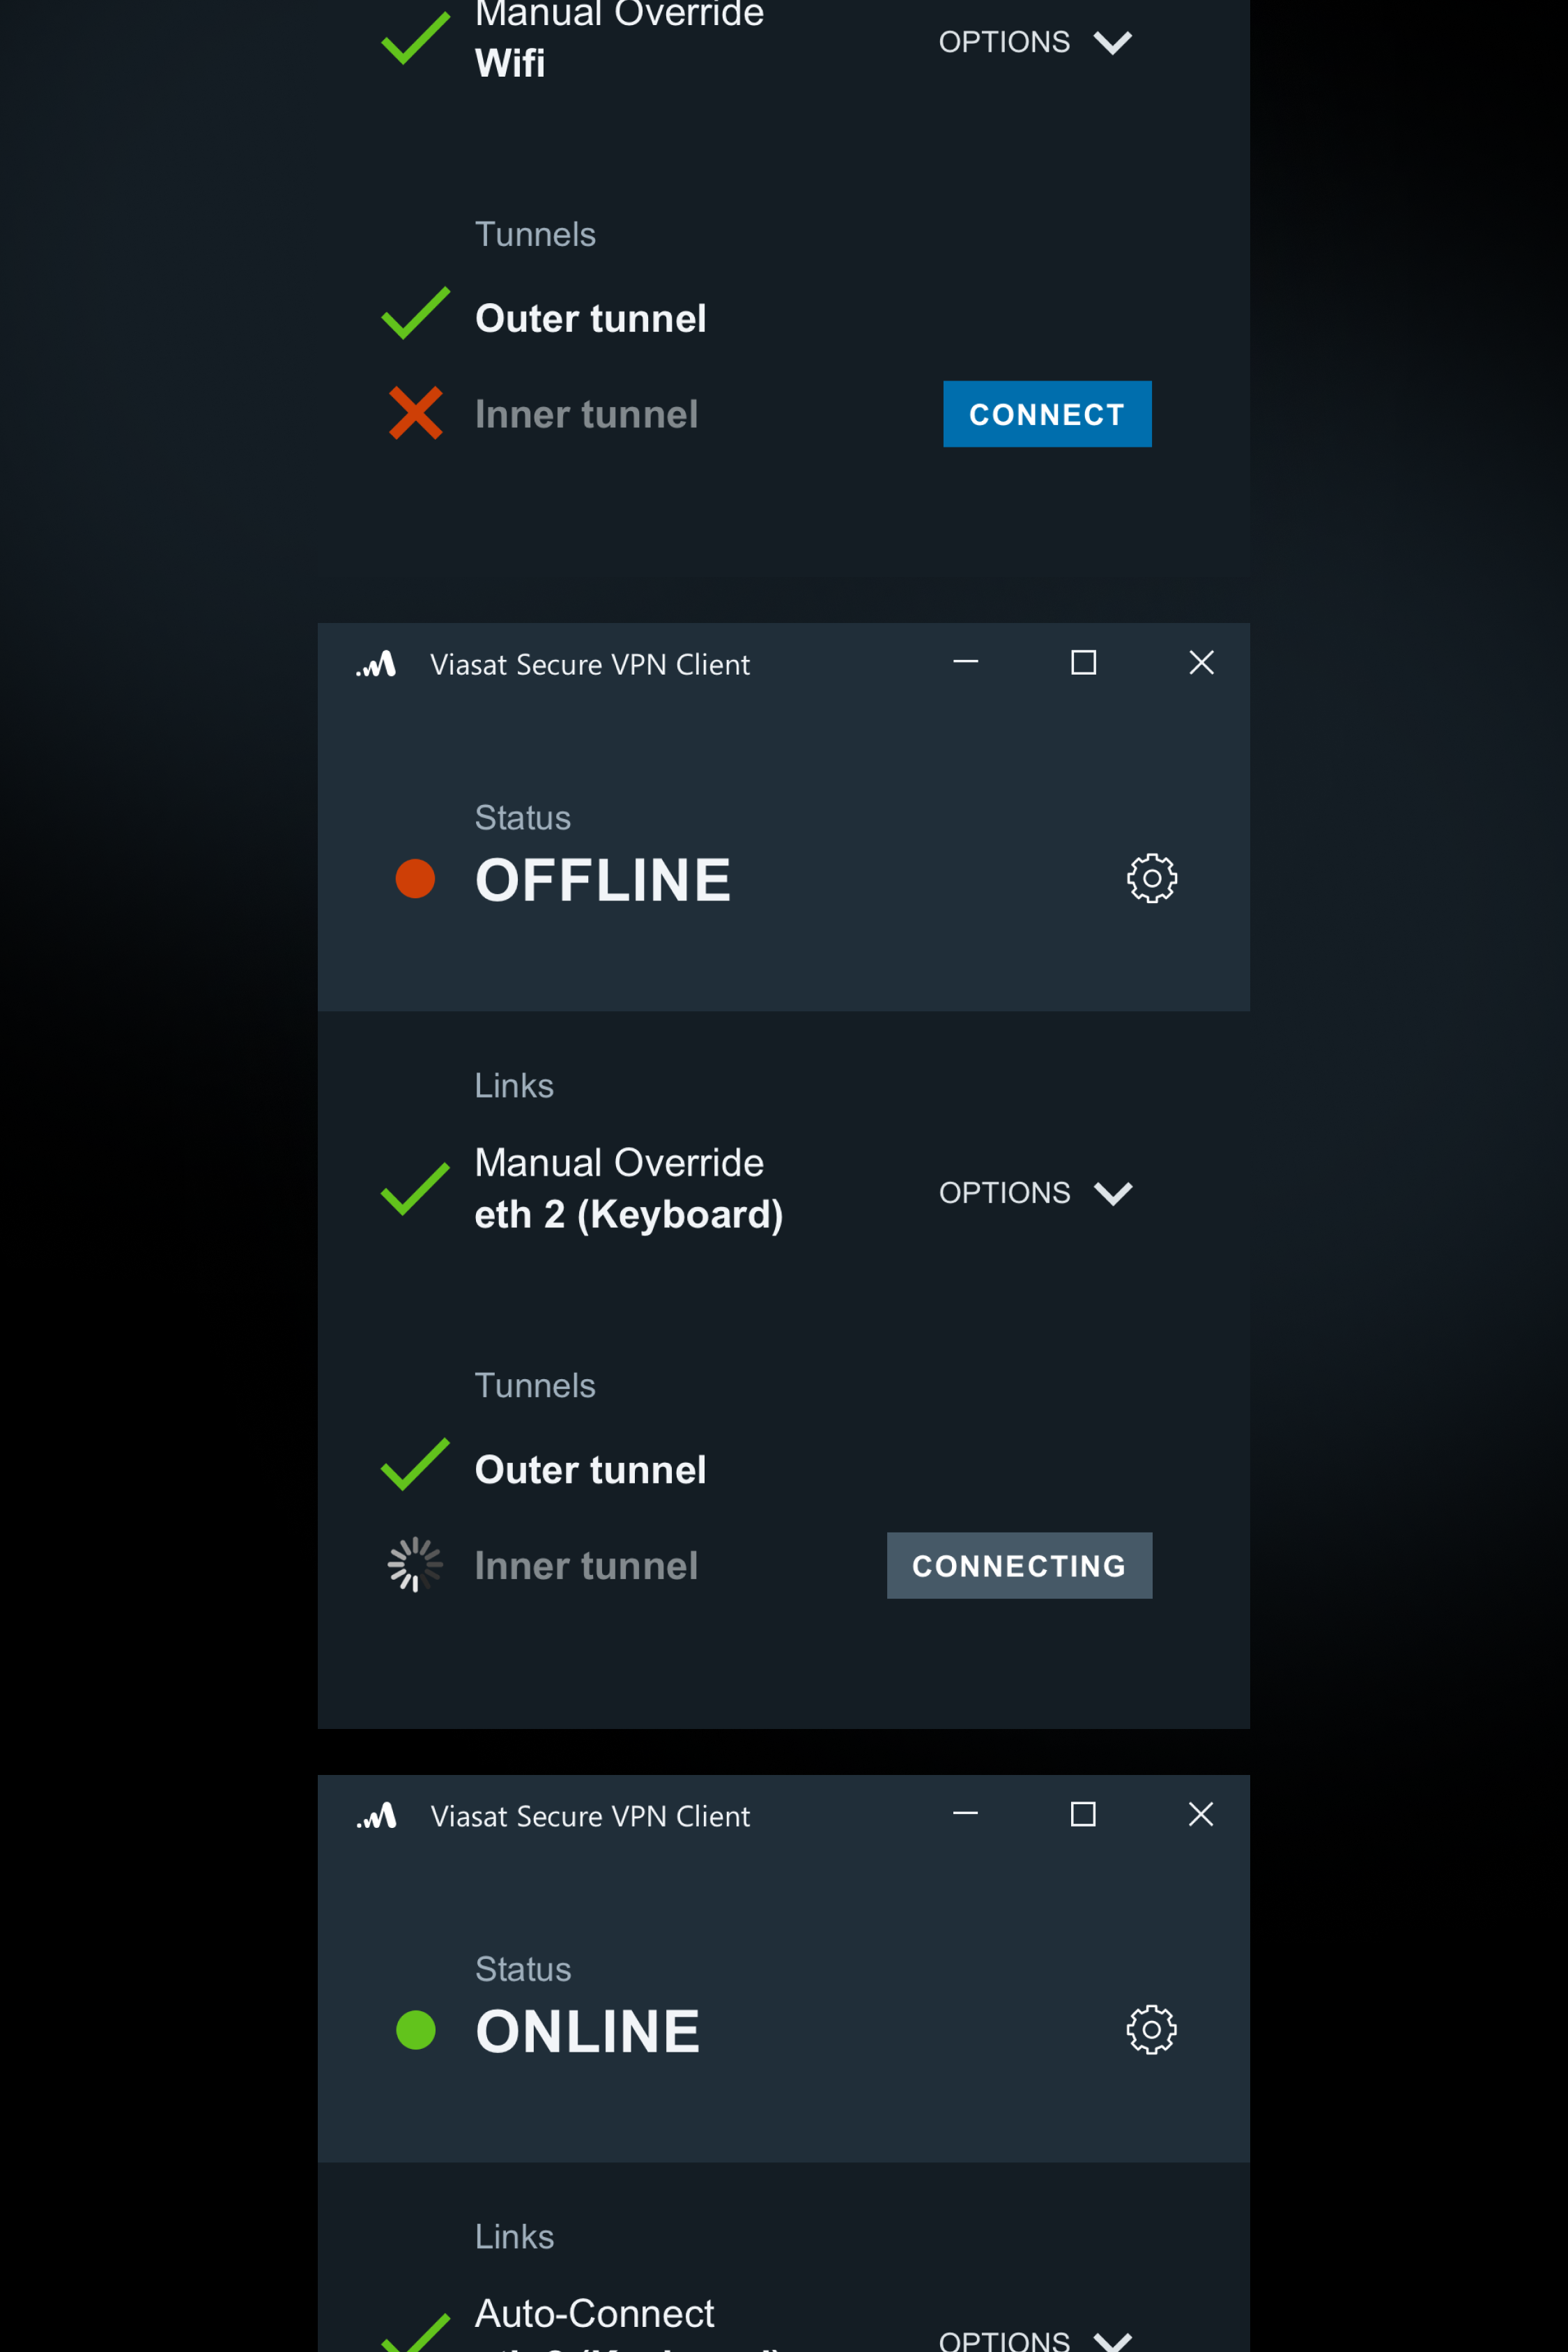 Manual Override
Wifi
OPTIONS
Tunnels
Outer tunnel
Inner tunnel
CONNECT
Viasat Secure VPN Client
Status
OFFLINE
Links
Manual Override
eth 2 (Keyboard)
OPTIONS
Tunnels
Outer tunnel
Inner tunnel
CONNECTING
Viasat Secure VPN Client
Status
ONLINE
Links
Auto-Connect
OPTIONS